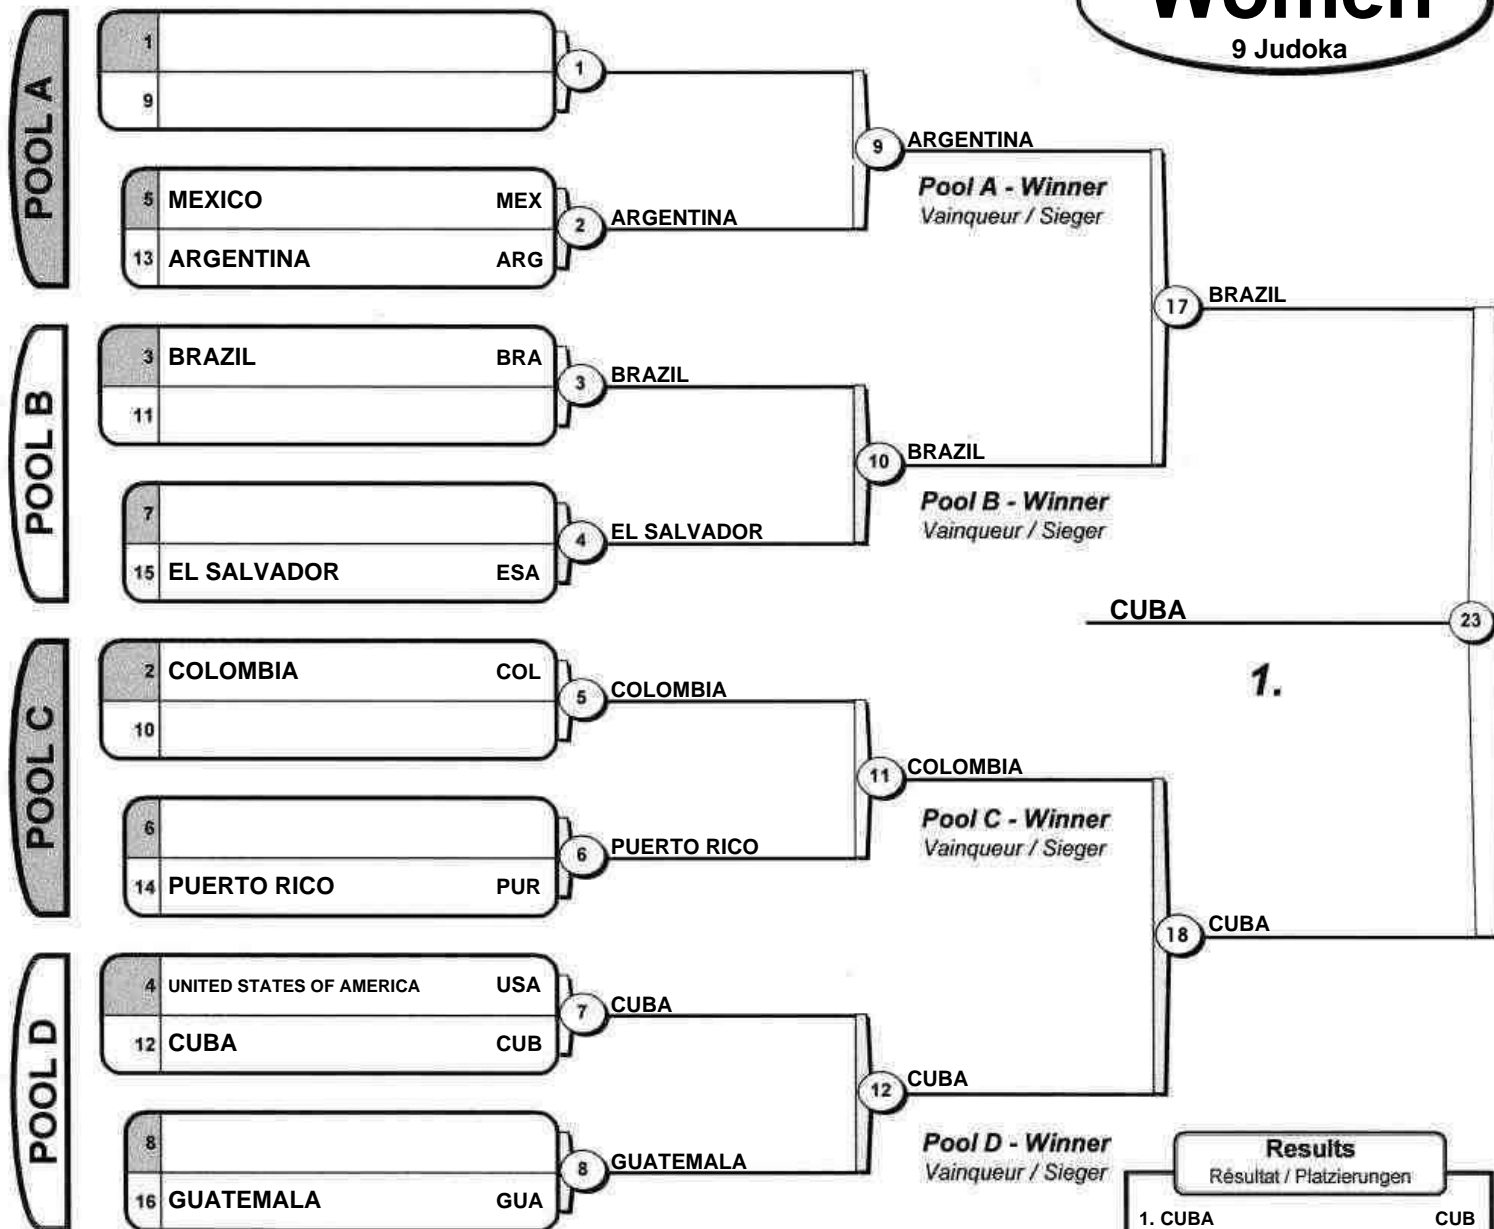 Women
9 Judoka
POOL A
1
9
1
5 MEXICO MEX
13 ARGENTINA ARG
2 ARGENTINA
9 ARGENTINA
Pool A - Winner
Vainqueur / Sieger
17 BRAZIL
POOL B
3 BRAZIL BRA
11
3 BRAZIL
7
15 EL SALVADOR ESA
4 EL SALVADOR
10 BRAZIL
Pool B - Winner
Vainqueur / Sieger
CUBA 23
1.
POOL C
2 COLOMBIA COL
10
5 COLOMBIA
6
14 PUERTO RICO PUR
6 PUERTO RICO
11 COLOMBIA
Pool C - Winner
Vainqueur / Sieger
18 CUBA
POOL D
4 UNITED STATES OF AMERICA USA
12 CUBA CUB
7 CUBA
8
16 GUATEMALA GUA
8 GUATEMALA
12 CUBA
Pool D - Winner
Vainqueur / Sieger
Results
Résultat / Platzierungen
1. CUBA CUB